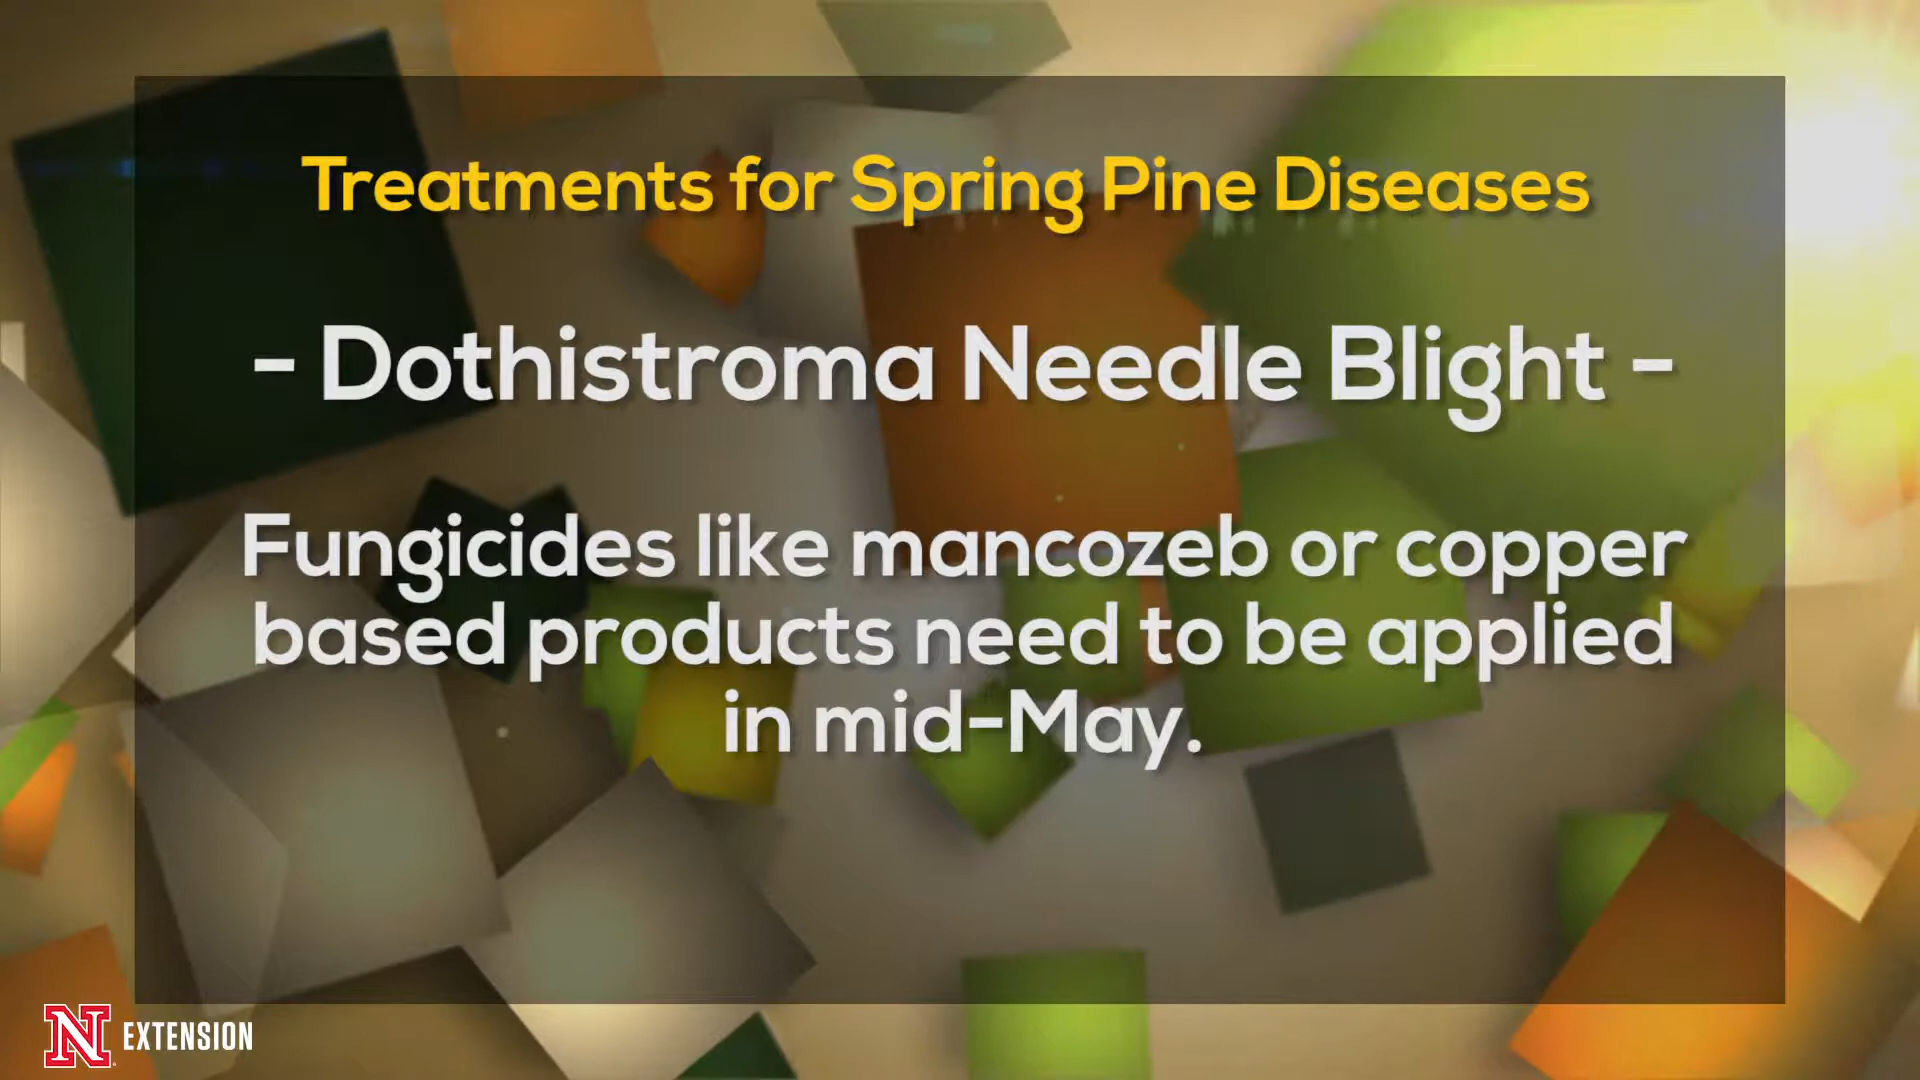 Treatments for Spring Pine Diseases
- Dothistroma Needle Blight -
Fungicides like mancozeb or copper
based products need to be applied
in mid-May.
N EXTENSION